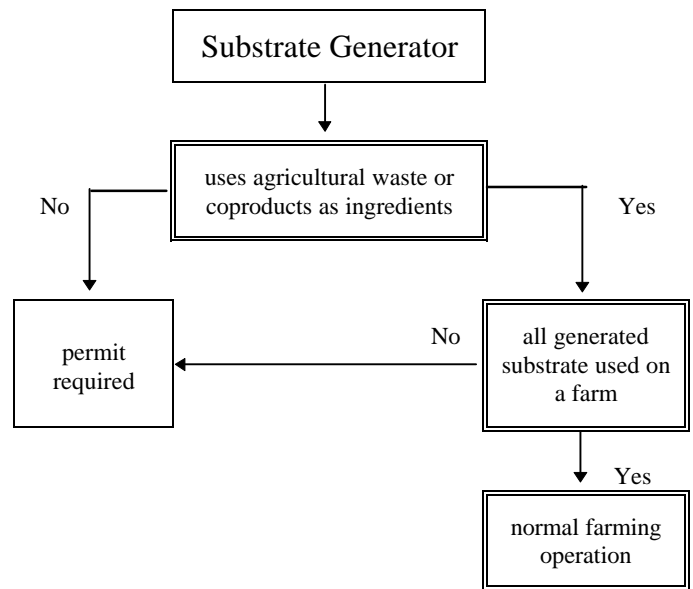 Substrate Generator
uses agricultural waste or
coproducts as ingredients
No
Yes
permit
required
No
all generated
substrate used on
a farm
Yes
normal farming
operation